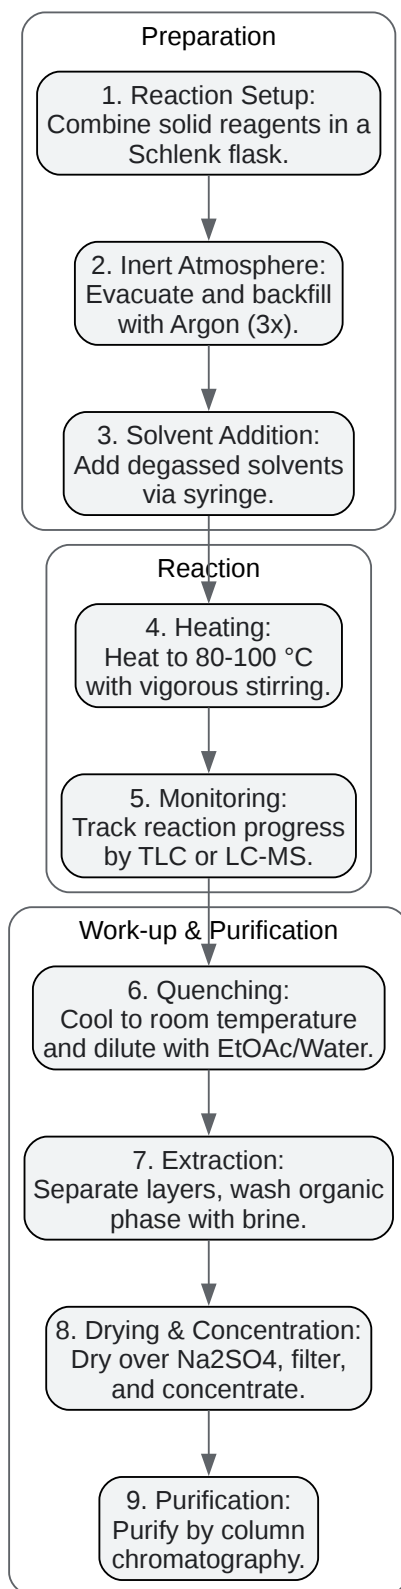 Preparation
1. Reaction Setup:
Combine solid reagents in a
Schlenk flask.
2. Inert Atmosphere:
Evacuate and backfill
with Argon (3x).
3. Solvent Addition:
Add degassed solvents
via syringe.
Reaction
4. Heating:
Heat to 80-100 °C
with vigorous stirring.
5. Monitoring:
Track reaction progress
by TLC or LC-MS.
Work-up & Purification
6. Quenching:
Cool to room temperature
and dilute with EtOAc/Water.
7. Extraction:
Separate layers, wash organic
phase with brine.
8. Drying & Concentration:
Dry over Na2SO4, filter,
and concentrate.
9. Purification:
Purify by column
chromatography.